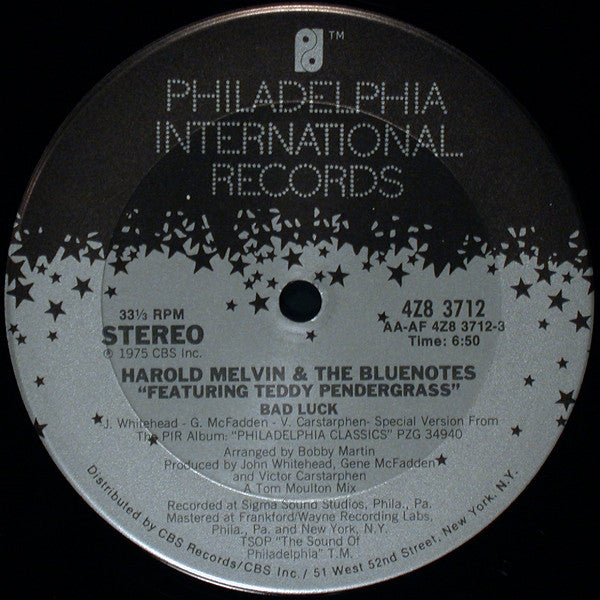 TM
PHILADELPHIA
INTERNATIONAL
RECORDS
33⅓ RPM
STEREO
℗ 1975 CBS Inc.
4Z8 3712
AA-AF 4Z8 3712-3
Time: 6:50
HAROLD MELVIN & THE BLUENOTES
"FEATURING TEDDY PENDERGRASS"
BAD LUCK
J. Whitehead - G. McFadden - V. Carstarphen- Special Version From
The PIR Album: "PHILADELPHIA CLASSICS" PZG 34940
Arranged by Bobby Martin
Produced by John Whitehead, Gene McFadden
and Victor Carstarphen
A Tom Moulton Mix
Recorded at Sigma Sound Studios, Phila., Pa.
Mastered at Frankford/Wayne Recording Labs,
Phila., Pa. and New York, N.Y.
TSOP "The Sound Of
Philadelphia" T.M.
Distributed by CBS Records/CBS Inc./ 51 West 52nd Street, New York, N.Y.